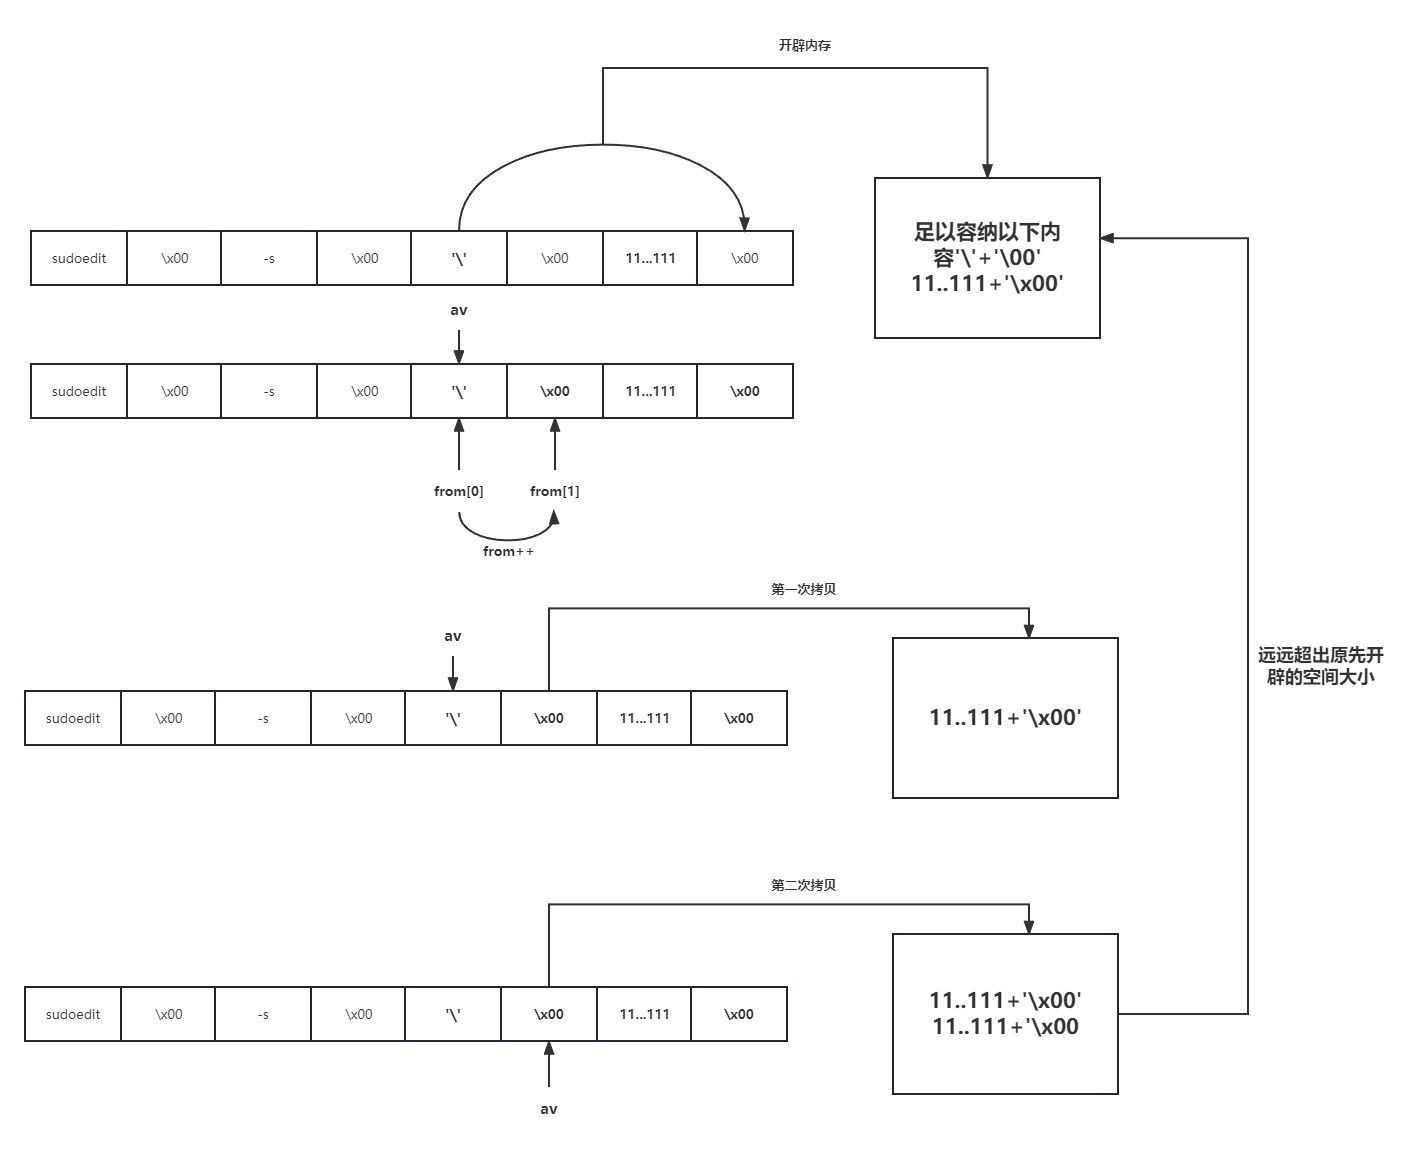 开辟内存
足以容纳以下内
容'\'+'\00'
11..111+'\x00'
sudoedit \x00 -s \x00 '\' \x00 11...111 \x00
av
sudoedit \x00 -s \x00 '\' \x00 11...111 \x00
from[0] from[1]
from++
第一次拷贝
av
远远超出原先开
辟的空间大小
sudoedit \x00 -s \x00 '\' \x00 11...111 \x00
11..111+'\x00'
第二次拷贝
sudoedit \x00 -s \x00 '\' \x00 11...111 \x00
11..111+'\x00'
11..111+'\x00
av